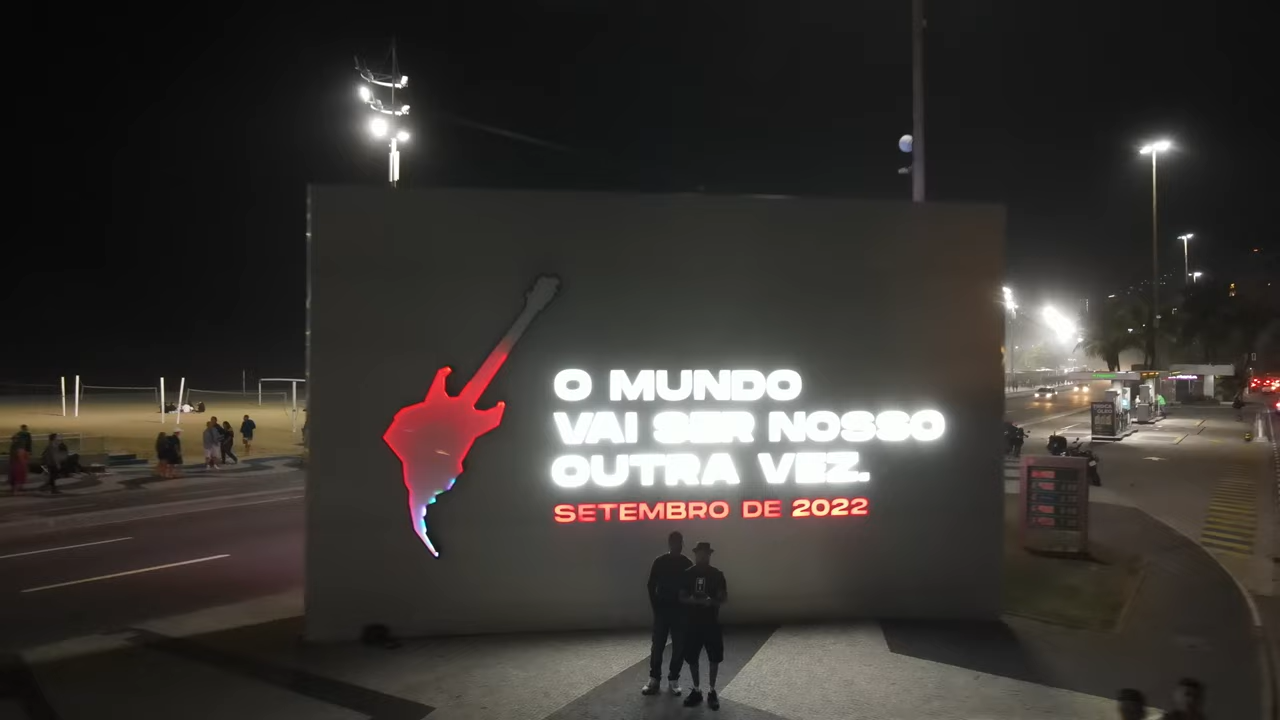 O MUNDO
VAI SER NOSSO
OUTRA VEZ.
SETEMBRO DE 2022